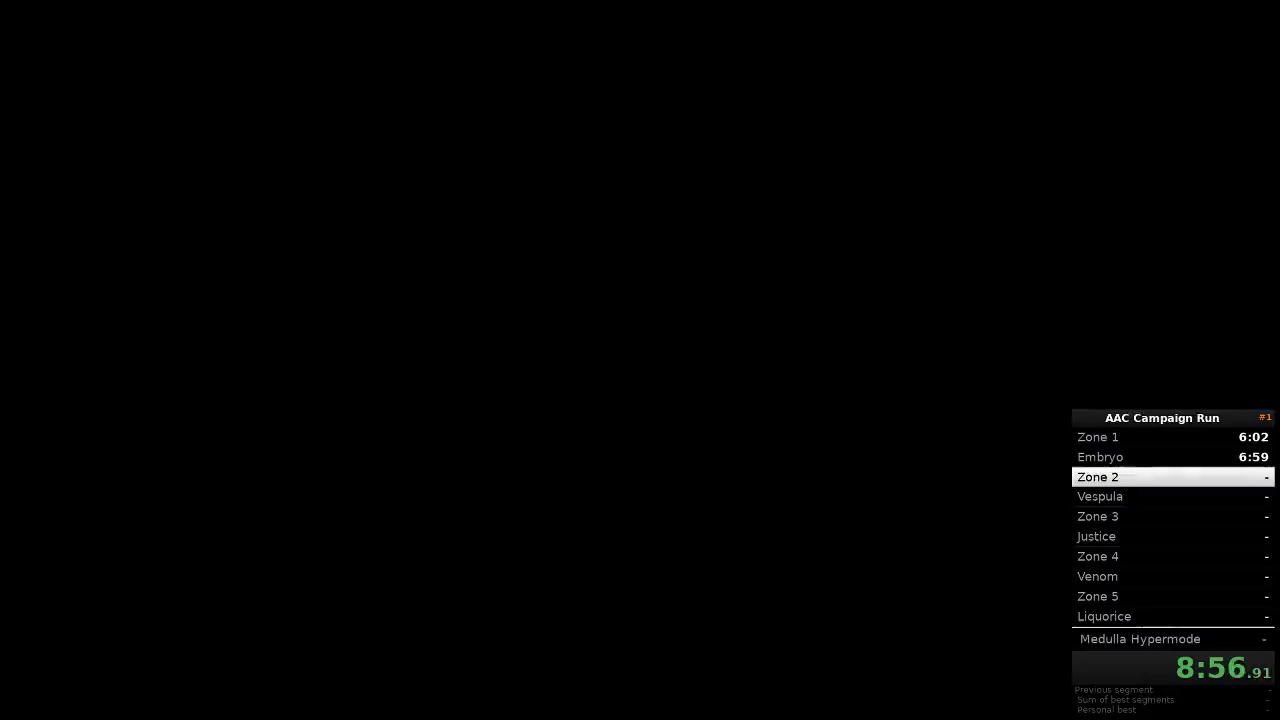 AAC Campaign Run #1
Zone 1 6:02
Embryo 6:59
Zone 2 -
Vespula -
Zone 3 -
Justice -
Zone 4 -
Venom -
Zone 5 -
Liquorice -
Medulla Hypermode -
8:56.91
Previous segment -
Sum of best segments -
Personal best -